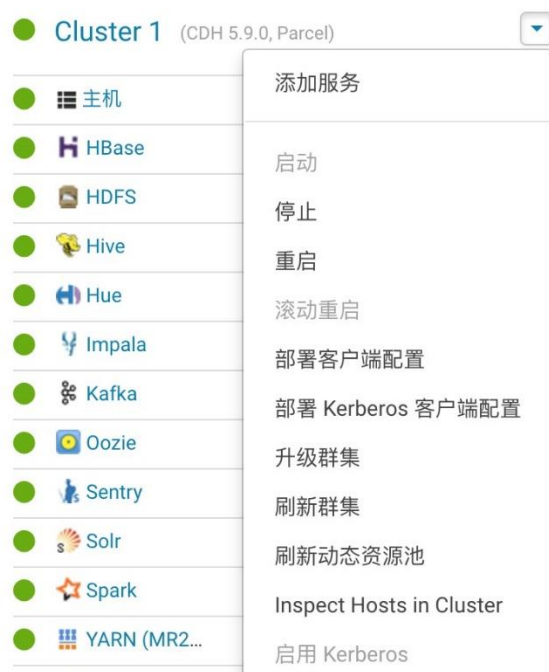 Cluster 1 (CDH 5.9.0, Parcel)
主机
HBase
HDFS
Hive
Hue
Impala
Kafka
Oozie
Sentry
Solr
Spark
YARN (MR2...
添加服务
启动
停止
重启
滚动重启
部署客户端配置
部署 Kerberos 客户端配置
升级群集
刷新群集
刷新动态资源池
Inspect Hosts in Cluster
启用 Kerberos